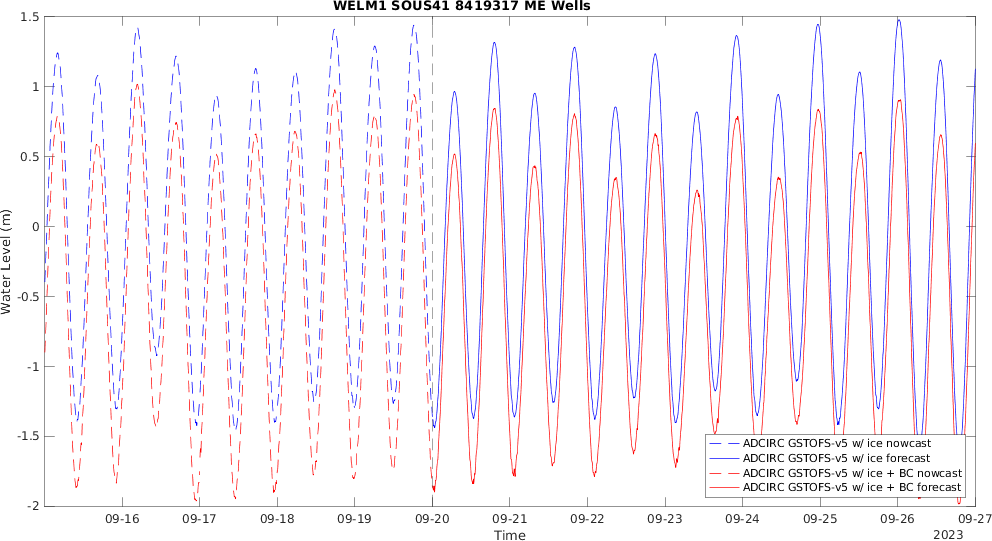 WELM1 SOUS41 8419317 ME Wells
1.5
1
0.5
0
-0.5
-1
-1.5
-2
Water Level (m)
ADCIRC GSTOFS-v5 w/ ice nowcast
ADCIRC GSTOFS-v5 w/ ice forecast
ADCIRC GSTOFS-v5 w/ ice + BC nowcast
ADCIRC GSTOFS-v5 w/ ice + BC forecast
09-16 09-17 09-18 09-19 09-20 09-21 09-22 09-23 09-24 09-25 09-26 09-27
Time
2023